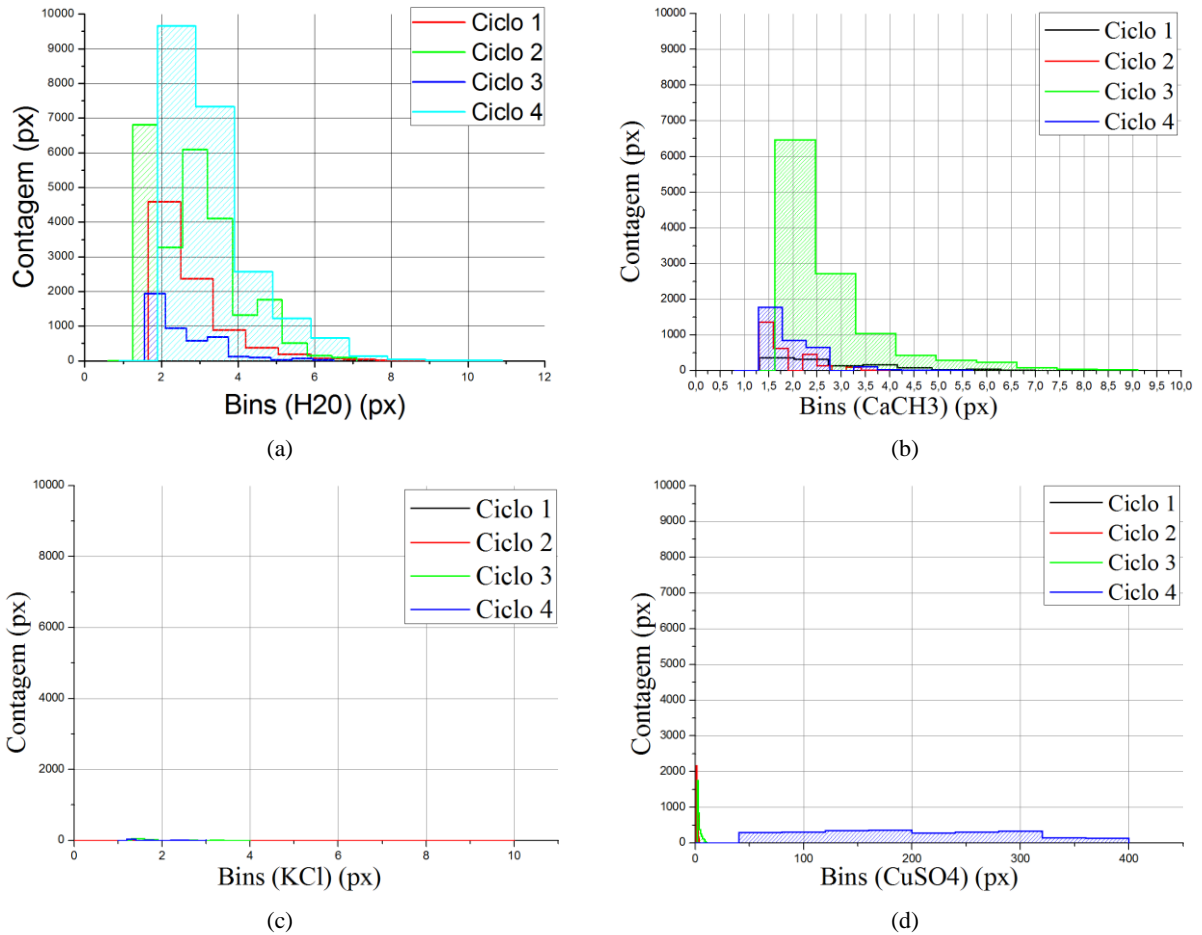 10000
9000
8000
7000
6000
5000
4000
3000
2000
1000
0
Contagem (px)
Ciclo 1
Ciclo 2
Ciclo 3
Ciclo 4
0 2 4 6 8 10 12
Bins (H20) (px)
(a)
10000
9000
8000
7000
6000
5000
4000
3000
2000
1000
0
Contagem (px)
Ciclo 1
Ciclo 2
Ciclo 3
Ciclo 4
0,0 0,5 1,0 1,5 2,0 2,5 3,0 3,5 4,0 4,5 5,0 5,5 6,0 6,5 7,0 7,5 8,0 8,5 9,0 9,5 10,0
Bins (CaCH3) (px)
(b)
10000
8000
6000
4000
2000
0
Contagem (px)
Ciclo 1
Ciclo 2
Ciclo 3
Ciclo 4
0 2 4 6 8 10
Bins (KCl) (px)
(c)
10000
9000
8000
7000
6000
5000
4000
3000
2000
1000
0
Contagem (px)
Ciclo 1
Ciclo 2
Ciclo 3
Ciclo 4
100 200 300 400
Bins (CuSO4) (px)
(d)